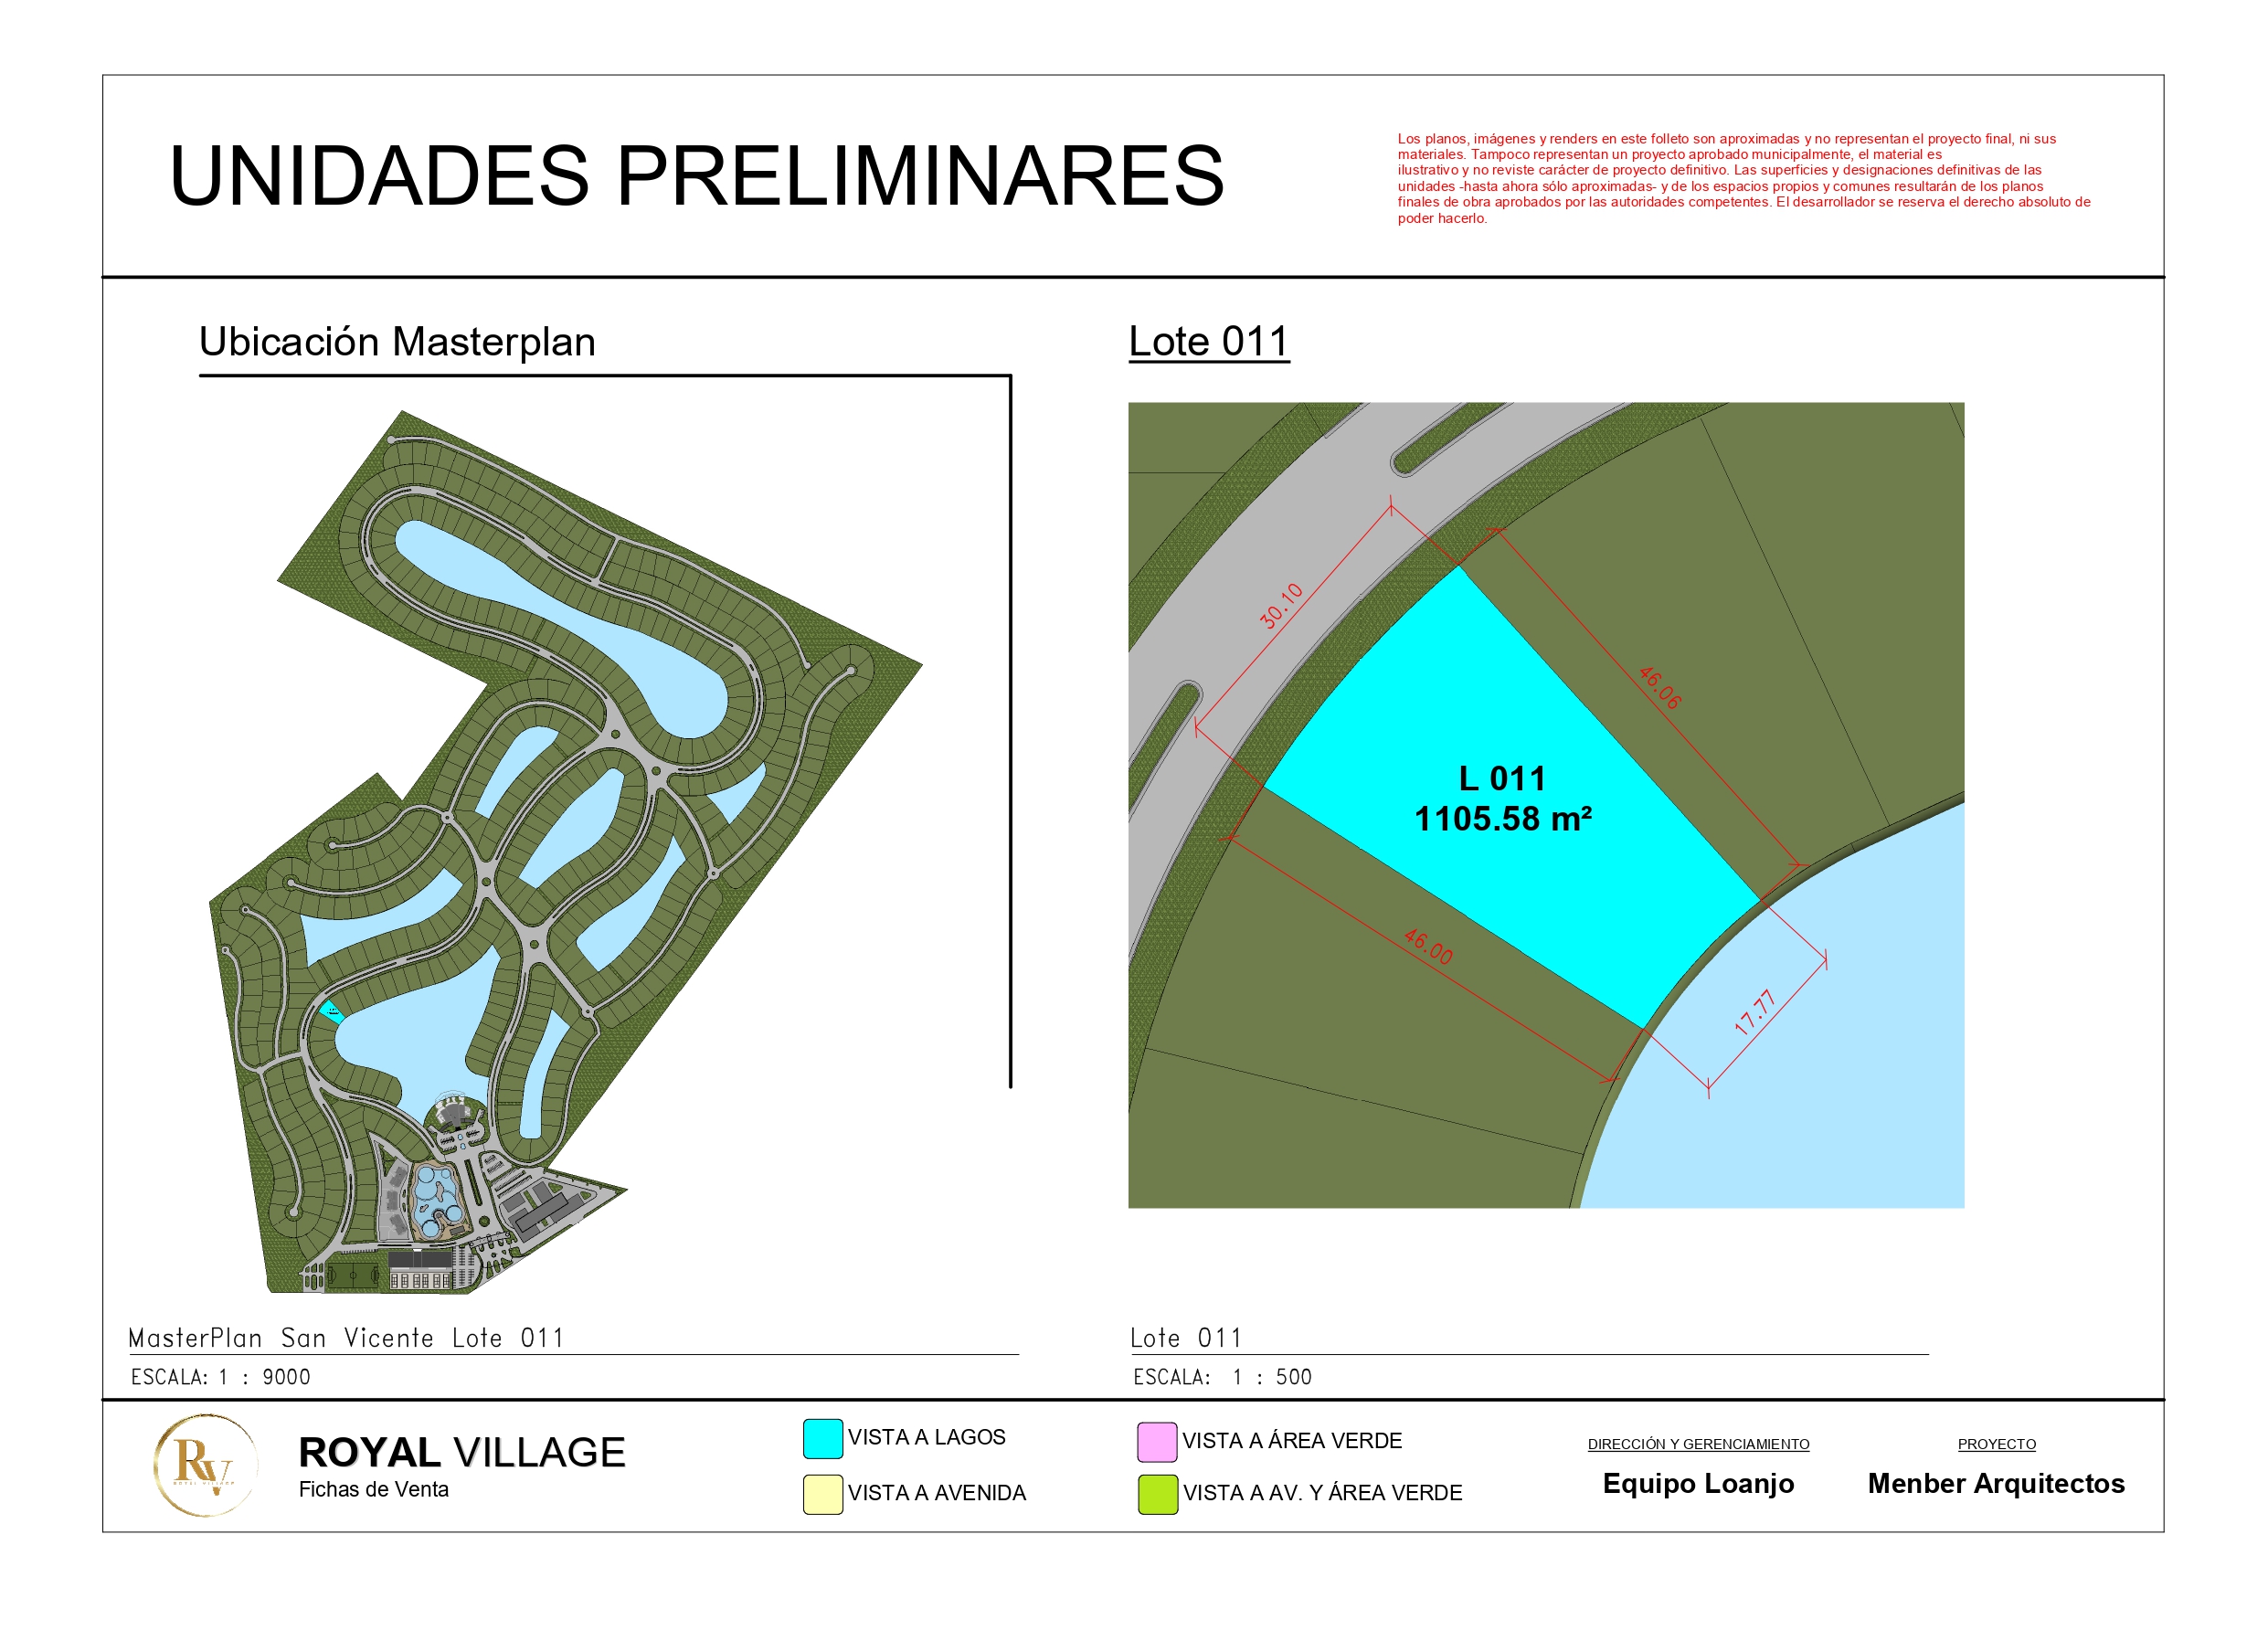 UNIDADES PRELIMINARES
Los planos, imágenes y renders en este folleto son aproximadas y no representan el proyecto final, ni sus
materiales. Tampoco representan un proyecto aprobado municipalmente, el material es
ilustrativo y no reviste carácter de proyecto definitivo. Las superficies y designaciones definitivas de las
unidades -hasta ahora sólo aproximadas- y de los espacios propios y comunes resultarán de los planos
finales de obra aprobados por las autoridades competentes. El desarrollador se reserva el derecho absoluto de
poder hacerlo.
Ubicación Masterplan
Lote 011
30.10
46.06
L 011
1105.58 m²
46.00
17.77
MasterPlan San Vicente Lote 011
ESCALA: 1 : 9000
Lote 011
ESCALA: 1 : 500
RV
ROYAL VILLAGE
ROYAL VILLAGE
Fichas de Venta
VISTA A LAGOS
VISTA A AVENIDA
VISTA A ÁREA VERDE
VISTA A AV. Y ÁREA VERDE
DIRECCIÓN Y GERENCIAMIENTO
Equipo Loanjo
PROYECTO
Menber Arquitectos